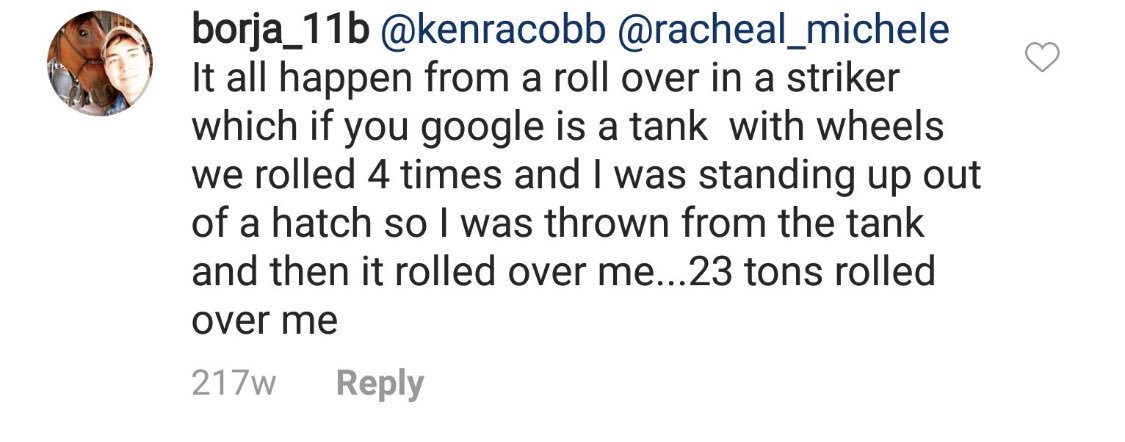 borja_11b @kenracobb @racheal_michele
It all happen from a roll over in a striker
which if you google is a tank  with wheels
we rolled 4 times and I was standing up out
of a hatch so I was thrown from the tank
and then it rolled over me...23 tons rolled
over me
217w Reply